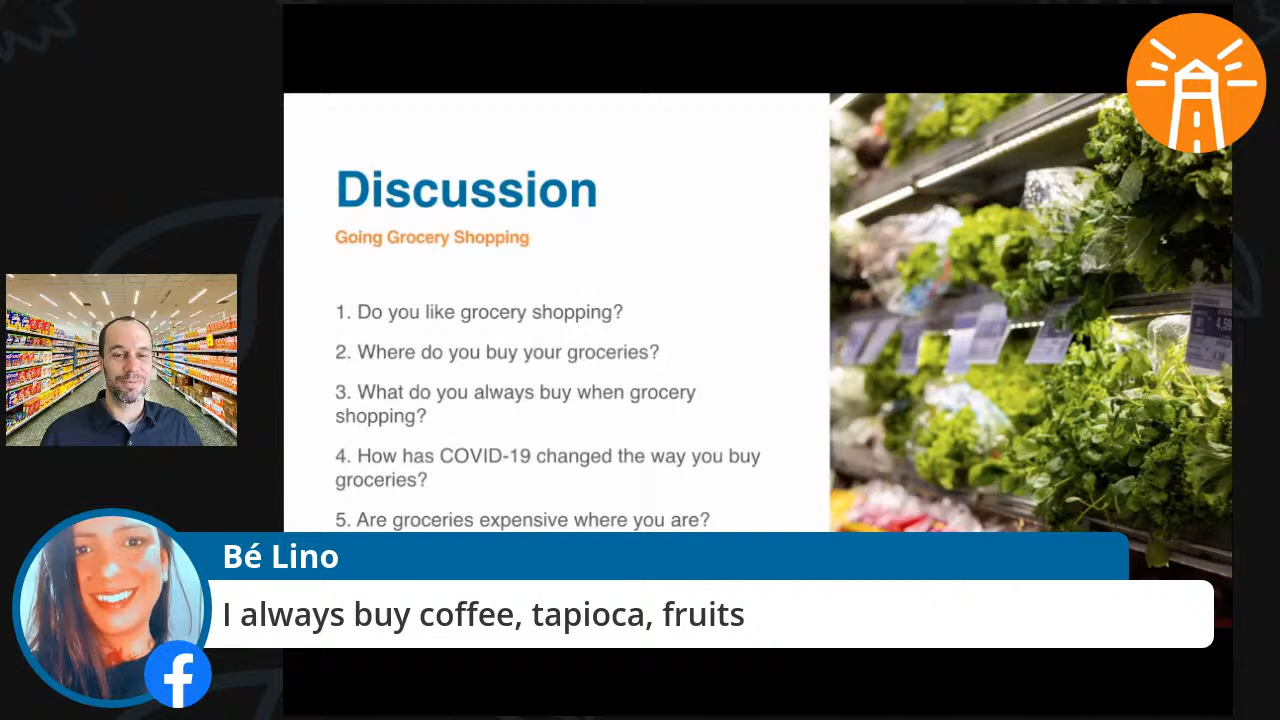 Discussion
Going Grocery Shopping
1. Do you like grocery shopping?
2. Where do you buy your groceries?
3. What do you always buy when grocery
shopping?
4. How has COVID-19 changed the way you buy
groceries?
5. Are groceries expensive where you are?
4,59
Bé Lino
I always buy coffee, tapioca, fruits